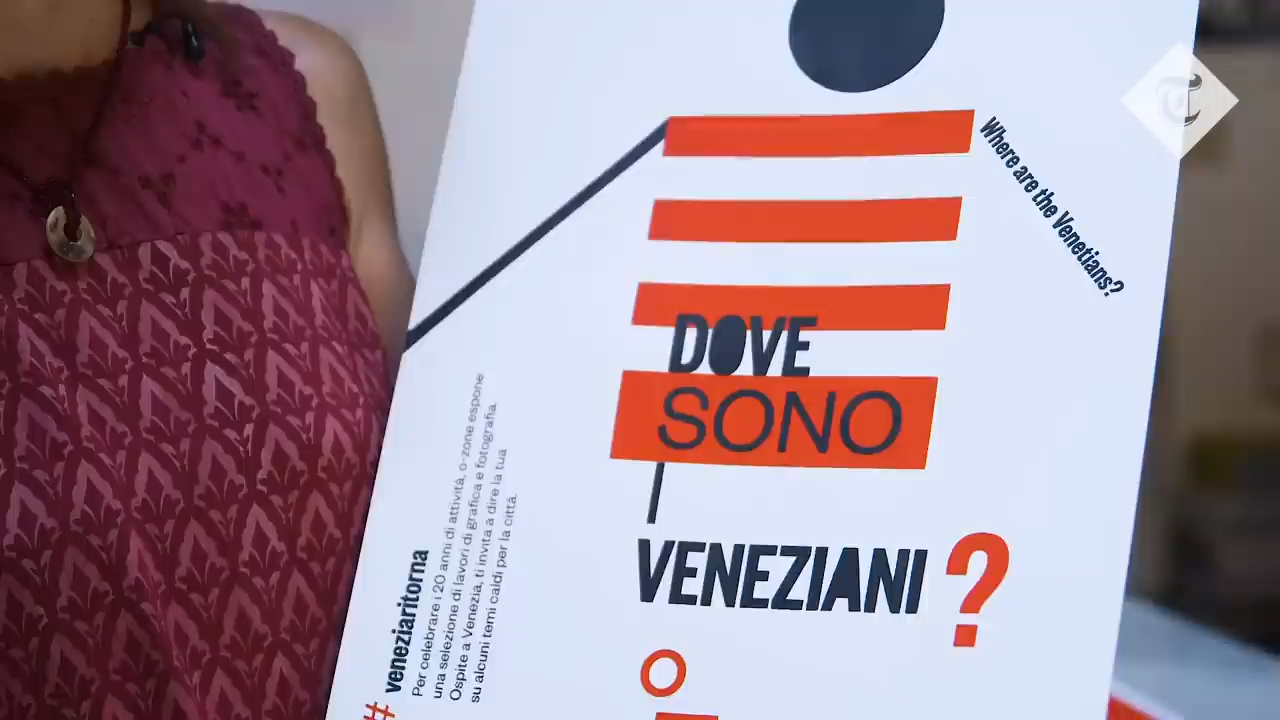 Where are the Venetians?
DOVE
SONO
I
VENEZIANI?
# veneziaritorna
Per celebrare i 20 anni di attività, o-zone espone
una selezione di lavori di grafica e fotografia.
Ospite a Venezia, ti invita a dire la tua
su alcuni temi caldi per la città.